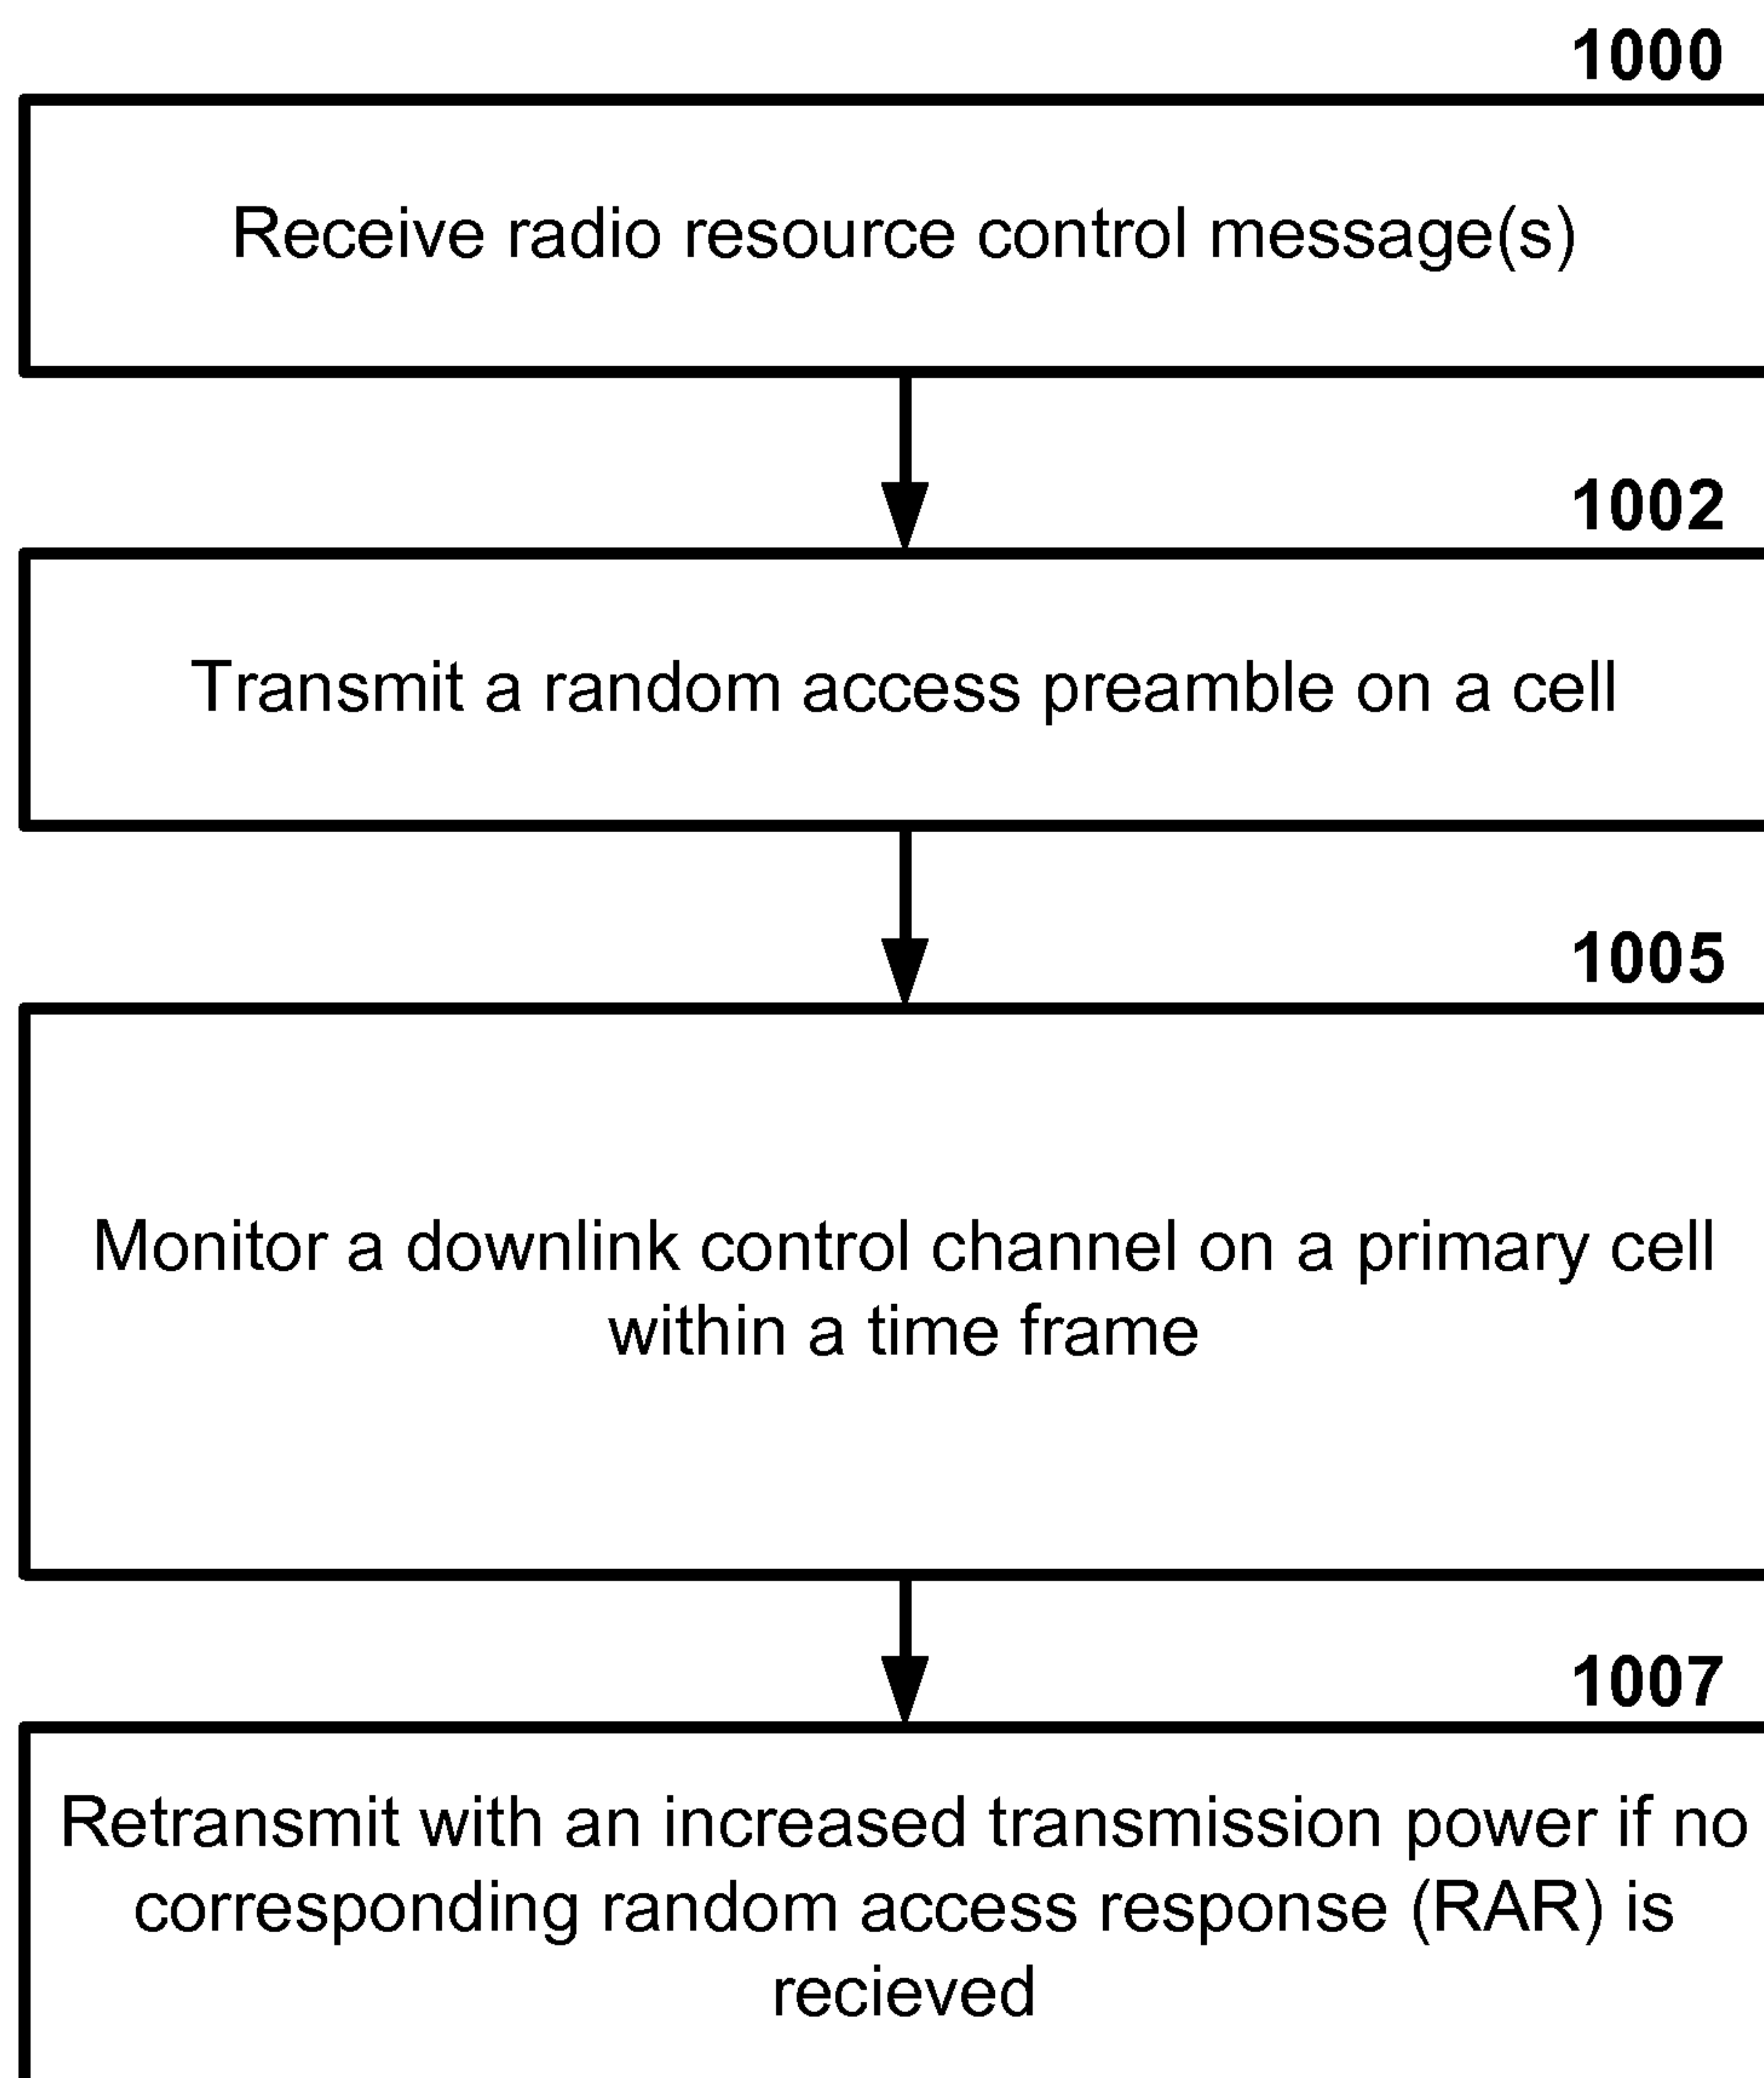 1000
Receive radio resource control message(s)
1002
Transmit a random access preamble on a cell
1005
Monitor a downlink control channel on a primary cell
within a time frame
1007
Retransmit with an increased transmission power if no
corresponding random access response (RAR) is
recieved